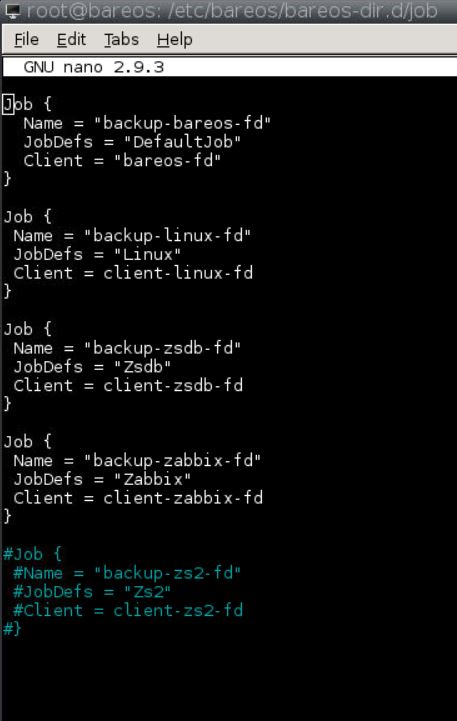 root@bareos: /etc/bareos/bareos-dir.d/job
File Edit Tabs Help
GNU nano 2.9.3
Job {
Name = "backup-bareos-fd"
JobDefs = "DefaultJob"
Client = "bareos-fd"
}
Job {
Name = "backup-linux-fd"
JobDefs = "Linux"
Client = client-linux-fd
}
Job {
Name = "backup-zsdb-fd"
JobDefs = "Zsdb"
Client = client-zsdb-fd
}
Job {
Name = "backup-zabbix-fd"
JobDefs = "Zabbix"
Client = client-zabbix-fd
}
#Job {
#Name = "backup-zs2-fd"
#JobDefs = "Zs2"
#Client = client-zs2-fd
#}